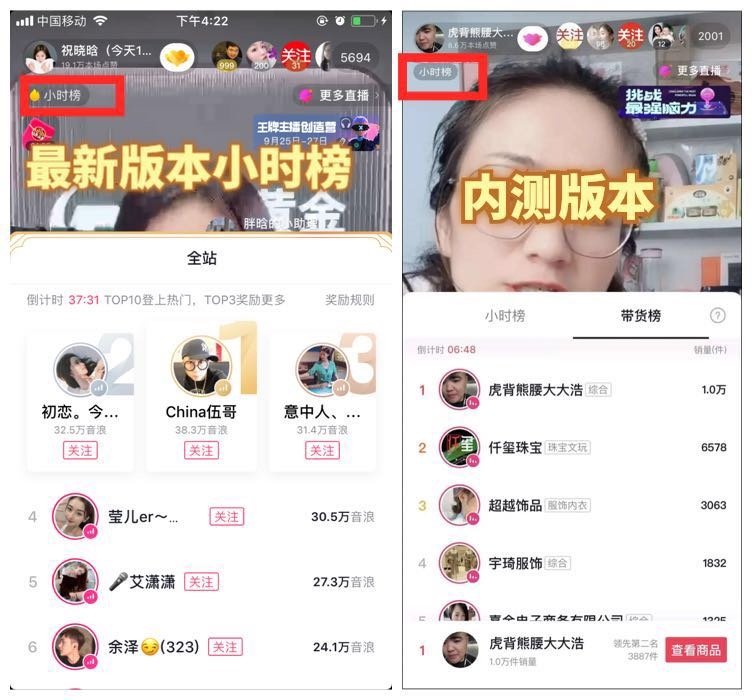 中国移动
下午4:22
祝晓晗（今天1...
19.1万本场点赞
999
200
关注
31
5694
小时榜
更多直播
王牌主播创造营
9月25日-27日
最新版本小时榜
黄金
胖晗的小助理
全站
倒计时 37:31 TOP10登上热门，TOP3奖励更多
奖励规则
2
初恋。今...
32.5万音浪
关注
1
China伍哥
38.3万音浪
关注
3
意中人、...
31.4万音浪
关注
4 莹儿er～... 关注 30.5万音浪
5 🎤艾潇潇 关注 27.3万音浪
6 余泽😏(323) 关注 24.1万音浪
虎背熊腰大...
8.6万本场点赞
关注
96
关注
20
12
2001
小时榜
更多直播
挑战
最强脑力
内测版本
小时榜
带货榜
?
倒计时 06:48
销量(件)
1 虎背熊腰大大浩 综合 1.0万
2 仟玺珠宝 珠宝文玩 6578
3 超越饰品 服饰内衣 3063
4 宇琦服饰 综合 1832
5 嘉金电子商务有限公司 综合 1325
1 虎背熊腰大大浩
1.0万件销量
领先第二名
3887件
查看商品